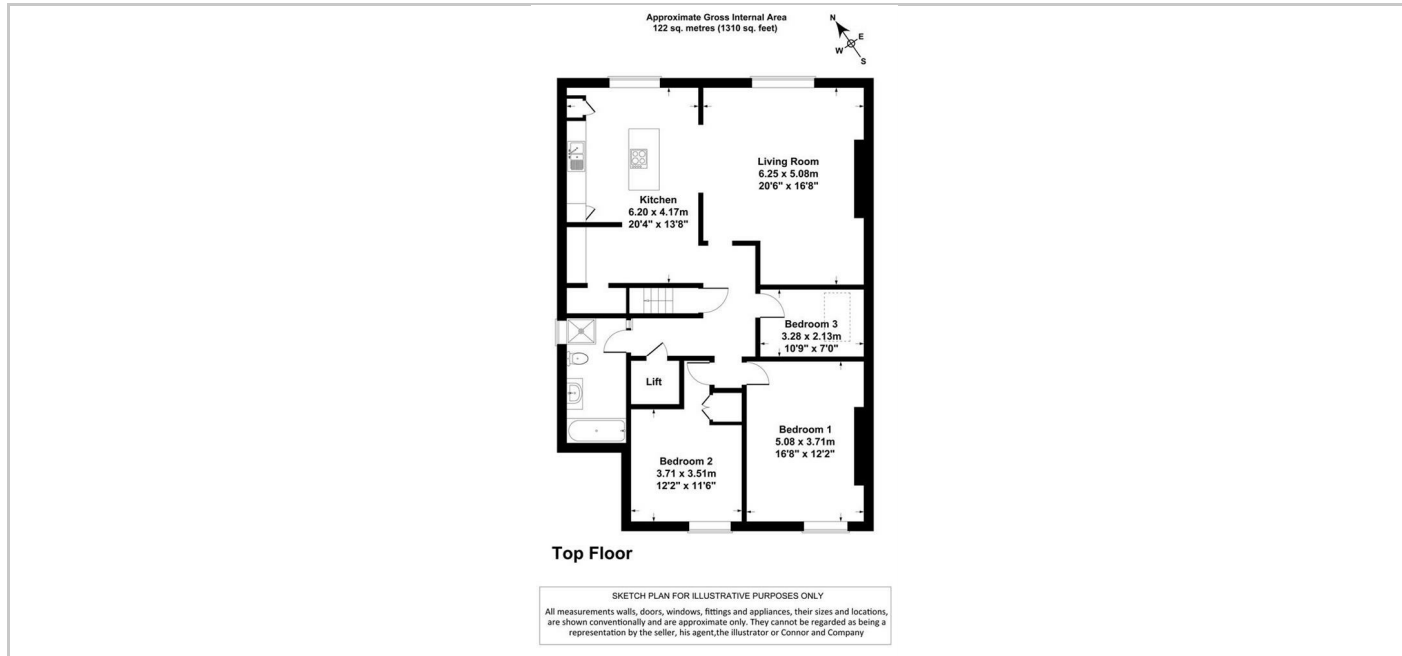 Approximate Gross Internal Area
122 sq. metres (1310 sq. feet)
N
E
W
S
Living Room
6.25 x 5.08m
20'6" x 16'8"
Kitchen
6.20 x 4.17m
20'4" x 13'8"
Bedroom 3
3.28 x 2.13m
10'9" x 7'0"
Lift
Bedroom 1
5.08 x 3.71m
16'8" x 12'2"
Bedroom 2
3.71 x 3.51m
12'2" x 11'6"
Top Floor
SKETCH PLAN FOR ILLUSTRATIVE PURPOSES ONLY
All measurements walls, doors, windows, fittings and appliances, their sizes and locations,
are shown conventionally and are approximate only. They cannot be regarded as being a
representation by the seller, his agent,the illustrator or Connor and Company